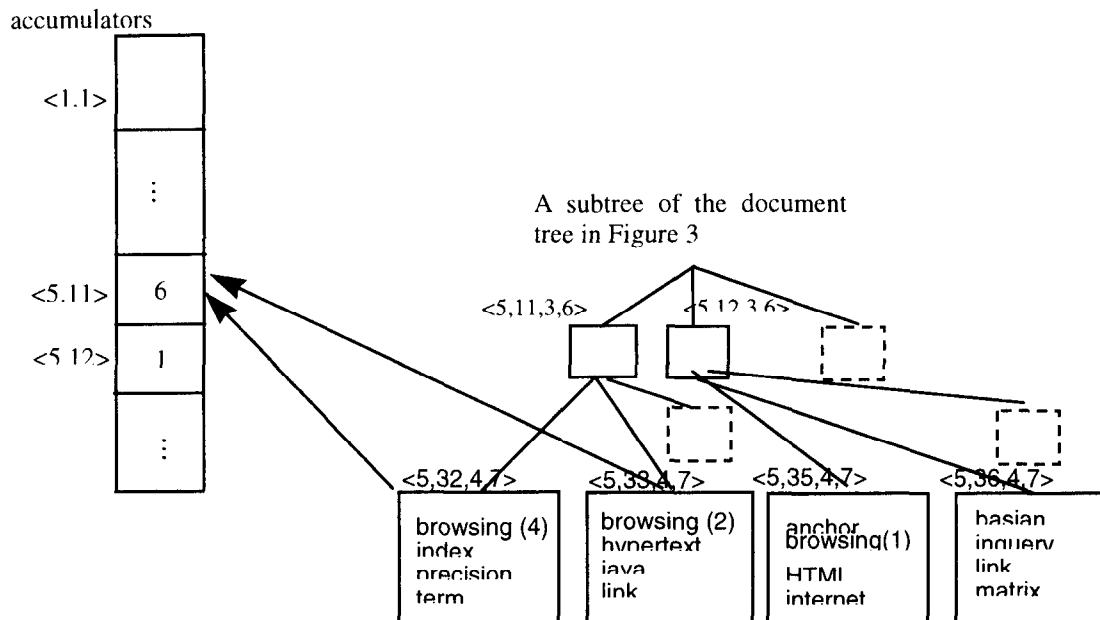 accumulators
<1.1>
⋮
<5.11> 6
<5.12> 1
⋮
A subtree of the document
tree in Figure 3
<5,11,3,6>
<5,12,3,6>
<5,32,4,7>
<5,33,4,7>
<5,35,4,7>
<5,36,4,7>
browsing (4)
index
precision
term
browsing (2)
hypertext
java
link
anchor
browsing(1)
HTML
internet
basian
inquery
link
matrix